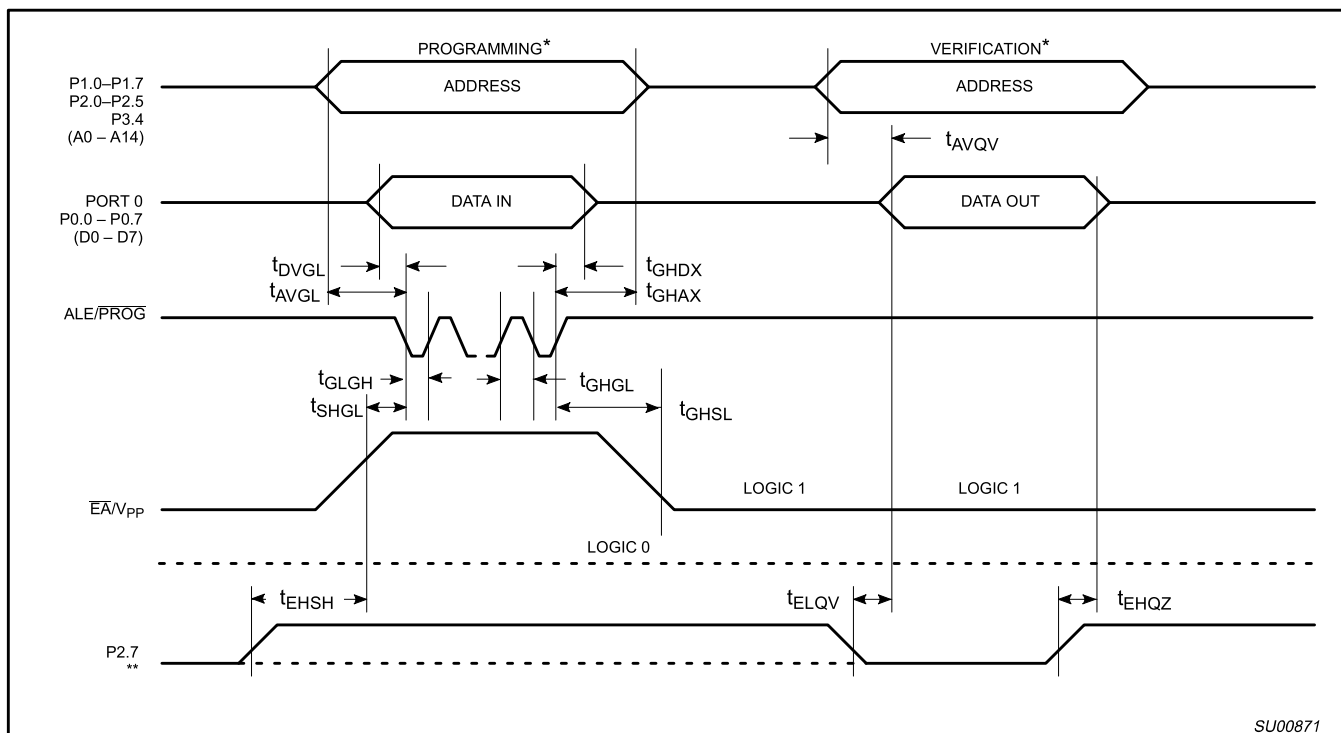 PROGRAMMING*
VERIFICATION*
P1.0–P1.7
P2.0–P2.5
P3.4
(A0 – A14)
ADDRESS
ADDRESS
tAVQV
PORT 0
P0.0 – P0.7
(D0 – D7)
DATA IN
DATA OUT
tDVGL
tGHDX
tAVGL
tGHAX
ALE/PROG
tGLGH
tGHGL
tSHGL
tGHSL
EA/VPP
LOGIC 1
LOGIC 1
LOGIC 0
tEHSH
tELQV
tEHQZ
P2.7
**
SU00871